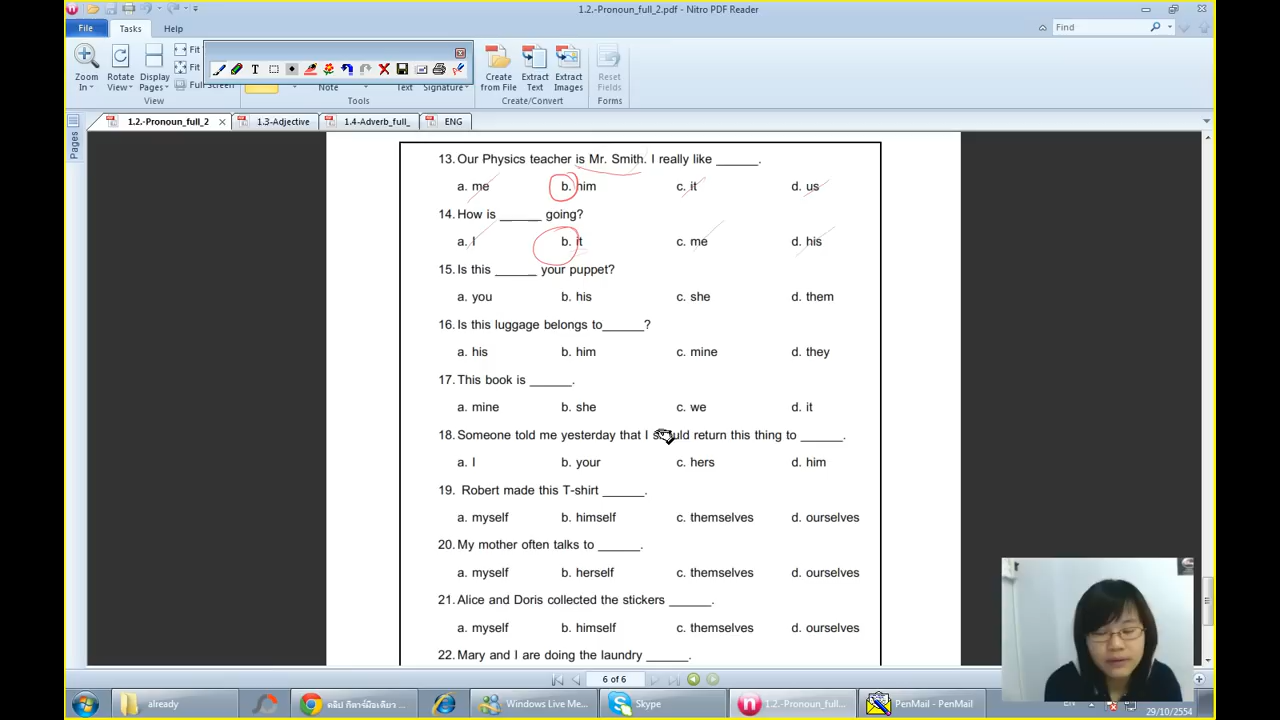 1.2.-Pronoun_full_2.pdf - Nitro PDF Reader
File Tasks Help
Find
Zoom In Rotate View Display Pages Fit Fit Full Screen
Note Text Signature
Create from File Extract Text Extract Images Reset Fields
View Tools Create/Convert Forms
1.2.-Pronoun_full_2 1.3-Adjective 1.4-Adverb_full_ ENG
Pages
13. Our Physics teacher is Mr. Smith. I really like ______.
a. me b. him c. it d. us
14. How is ______ going?
a. I b. it c. me d. his
15. Is this ______ your puppet?
a. you b. his c. she d. them
16. Is this luggage belongs to______?
a. his b. him c. mine d. they
17. This book is ______.
a. mine b. she c. we d. it
18. Someone told me yesterday that I should return this thing to ______.
a. I b. your c. hers d. him
19. Robert made this T-shirt ______.
a. myself b. himself c. themselves d. ourselves
20. My mother often talks to ______.
a. myself b. herself c. themselves d. ourselves
21. Alice and Doris collected the stickers ______.
a. myself b. himself c. themselves d. ourselves
22. Mary and I are doing the laundry ______.
6 of 6
already
Windows Live Me...
Skype
1.2.-Pronoun_full_...
PenMail - PenMail
EN
29/10/2554